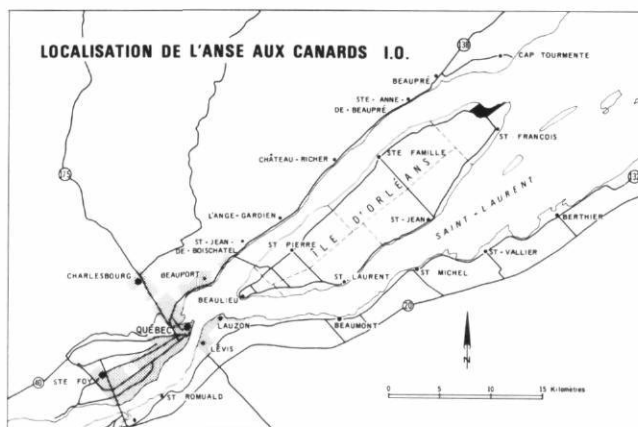 LOCALISATION DE L'ANSE AUX CANARDS I.O.
138
CAP TOURMENTE
BEAUPRÉ
STE-ANNE-
DE-BEAUPRÉ
ST FRANÇOIS
175
CHÂTEAU-RICHER
STE FAMILLE
ÎLE D'ORLÉANS
132
L'ANGE-GARDIEN
ST-JEAN
SAINT-LAURENT
BERTHIER
ST-JEAN-
DE-BOISCHATEL
ST PIERRE
ST-VALLIER
CHARLESBOURG
BEAUPORT
ST LAURENT
ST MICHEL
BEAULIEU
20
QUÉBEC
LAUZON
BEAUMONT
LÉVIS
N
40
STE FOY
ST ROMUALD
0 5 10 15 Kilomètres